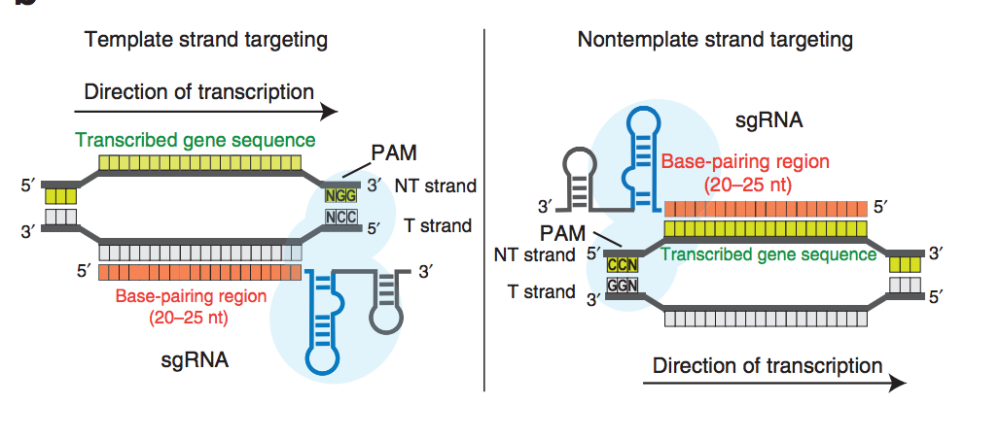 b
Template strand targeting
Direction of transcription
Transcribed gene sequence
PAM
5′
3′ NT strand
NGG
NCC
3′
5′ T strand
5′
3′
Base-pairing region
(20–25 nt)
sgRNA
Nontemplate strand targeting
sgRNA
Base-pairing region
(20–25 nt)
3′
5′
PAM
NT strand 5′
Transcribed gene sequence
3′
CCN
GGN
T strand 3′
5′
Direction of transcription